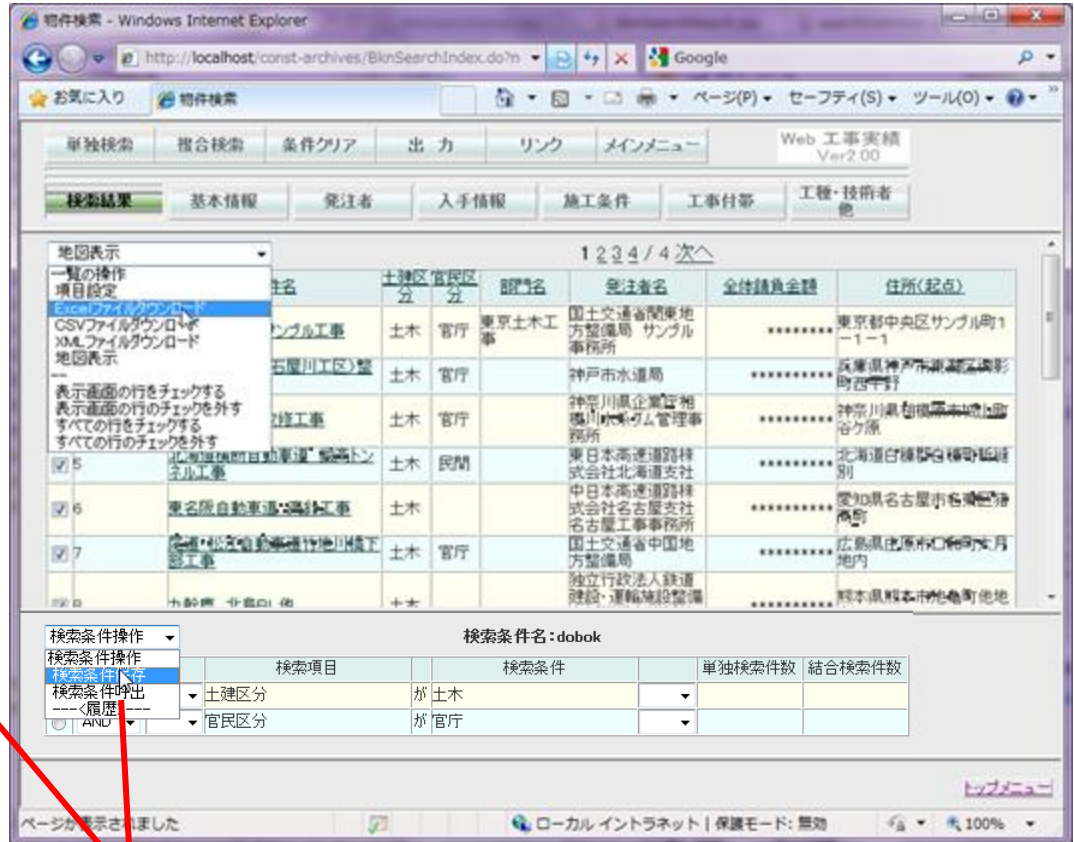 物件検索 - Windows Internet Explorer
http://localhost/const-archives/BknSearchIndex.do?n
Google
お気に入り
物件検索
ページ(P)
セーフティ(S)
ツール(O)
単独検索
複合検索
条件クリア
出 力
リンク
メインメニュー
Web 工事実績
Ver2.00
検索結果
基本情報
発注者
入手情報
施工条件
工事付帯
工種・技術者
他
地図表示
1 2 3 4 / 4 次へ
一覧の操作
項目設定
Excelファイルダウンロード
CSVファイルダウンロード
XMLファイルダウンロード
地図表示
--
表示画面の行をチェックする
表示画面の行のチェックを外す
すべての行をチェックする
すべての行のチェックを外す
件名
土建区分
官民区分
部門名
発注者名
全体請負金額
住所(起点)
サンプル工事
土木
官庁
東京土木工事
国土交通省関東地方整備局 サンプル事務所
********
東京都中央区サンプル町1-1-1
土木
官庁
神戸市水道局
**********
土木
官庁
**********
5
土木
民間
東日本高速道路株式会社北海道支社
*********
6
東名阪自動車道
工事
土木
中日本高速道路株式会社名古屋支社名古屋工事事務所
**********
愛知県名古屋市
7
土木
官庁
国土交通省中国地方整備局
**********
広島県
地内
独立行政法人鉄道建設・運輸施設整備
検索条件操作
検索条件名:dobok
検索条件操作
検索条件保存
検索条件呼出
---<履歴>---
検索項目
検索条件
単独検索件数
結合検索件数
土建区分
が
土木
AND
官民区分
が
官庁
トップメニュー
ページが表示されました
ローカル イントラネット | 保護モード: 無効
100%